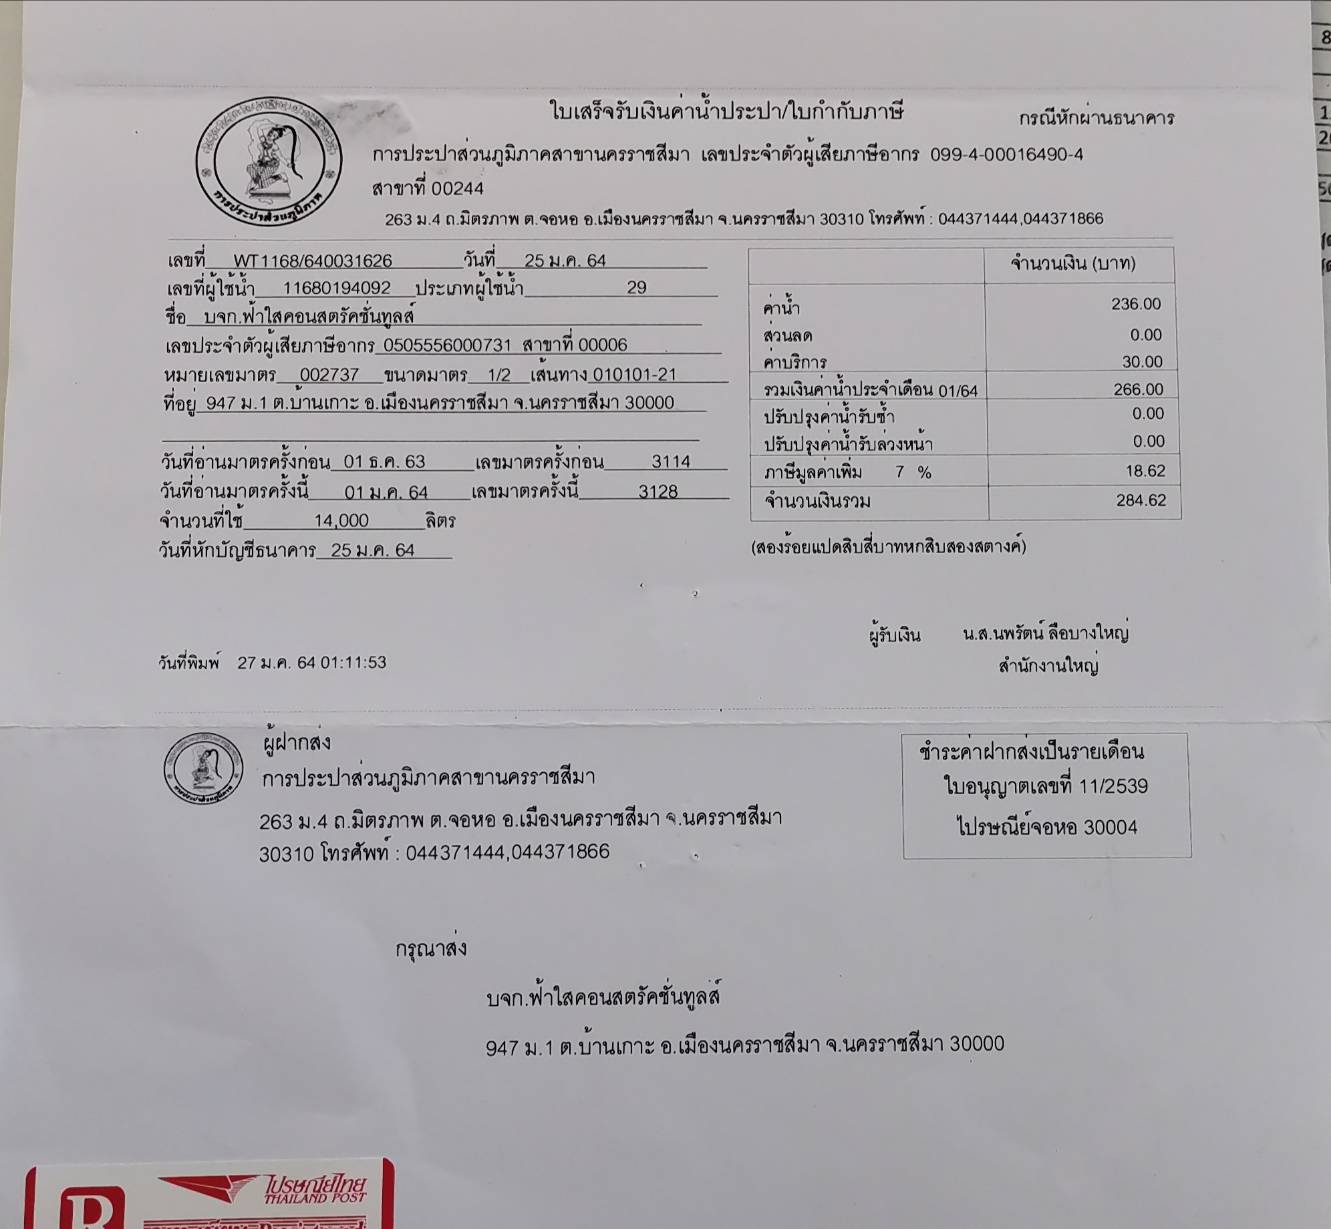 ใบเสร็จรับเงินค่าน้ำประปา/ใบกำกับภาษี
กรณีหักผ่านธนาคาร
การประปาส่วนภูมิภาคสาขานครราชสีมา เลขประจำตัวผู้เสียภาษีอากร 099-4-00016490-4
สาขาที่ 00244
263 ม.4 ถ.มิตรภาพ ต.จอหอ อ.เมืองนครราชสีมา จ.นครราชสีมา 30310 โทรศัพท์ : 044371444,044371866
การประปาส่วนภูมิภาค
เลขที่ WT1168/640031626 วันที่ 25 ม.ค. 64
เลขที่ผู้ใช้น้ำ 11680194092 ประเภทผู้ใช้น้ำ 29
ชื่อ บจก.ฟ้าใสคอนสตรัคชั่นทูลส์
เลขประจำตัวผู้เสียภาษีอากร 0505556000731 สาขาที่ 00006
หมายเลขมาตร 002737 ขนาดมาตร 1/2 เส้นทาง 010101-21
ที่อยู่ 947 ม.1 ต.บ้านเกาะ อ.เมืองนครราชสีมา จ.นครราชสีมา 30000
วันที่อ่านมาตรครั้งก่อน 01 ธ.ค. 63 เลขมาตรครั้งก่อน 3114
วันที่อ่านมาตรครั้งนี้ 01 ม.ค. 64 เลขมาตรครั้งนี้ 3128
จำนวนที่ใช้ 14,000 ลิตร
วันที่หักบัญชีธนาคาร 25 ม.ค. 64
จำนวนเงิน (บาท)
ค่าน้ำ 236.00
ส่วนลด 0.00
ค่าบริการ 30.00
รวมเงินค่าน้ำประจำเดือน 01/64 266.00
ปรับปรุงค่าน้ำรับซ้ำ 0.00
ปรับปรุงค่าน้ำรับล่วงหน้า 0.00
ภาษีมูลค่าเพิ่ม 7 % 18.62
จำนวนเงินรวม 284.62
(สองร้อยแปดสิบสี่บาทหกสิบสองสตางค์)
ผู้รับเงิน น.ส.นพรัตน์ ลือบางใหญ่
สำนักงานใหญ่
วันที่พิมพ์ 27 ม.ค. 64 01:11:53
ผู้ฝากส่ง
การประปาส่วนภูมิภาคสาขานครราชสีมา
263 ม.4 ถ.มิตรภาพ ต.จอหอ อ.เมืองนครราชสีมา จ.นครราชสีมา
30310 โทรศัพท์ : 044371444,044371866
ชำระค่าฝากส่งเป็นรายเดือน
ใบอนุญาตเลขที่ 11/2539
ไปรษณีย์จอหอ 30004
กรุณาส่ง
บจก.ฟ้าใสคอนสตรัคชั่นทูลส์
947 ม.1 ต.บ้านเกาะ อ.เมืองนครราชสีมา จ.นครราชสีมา 30000
ไปรษณีย์ไทย
THAILAND POST
R